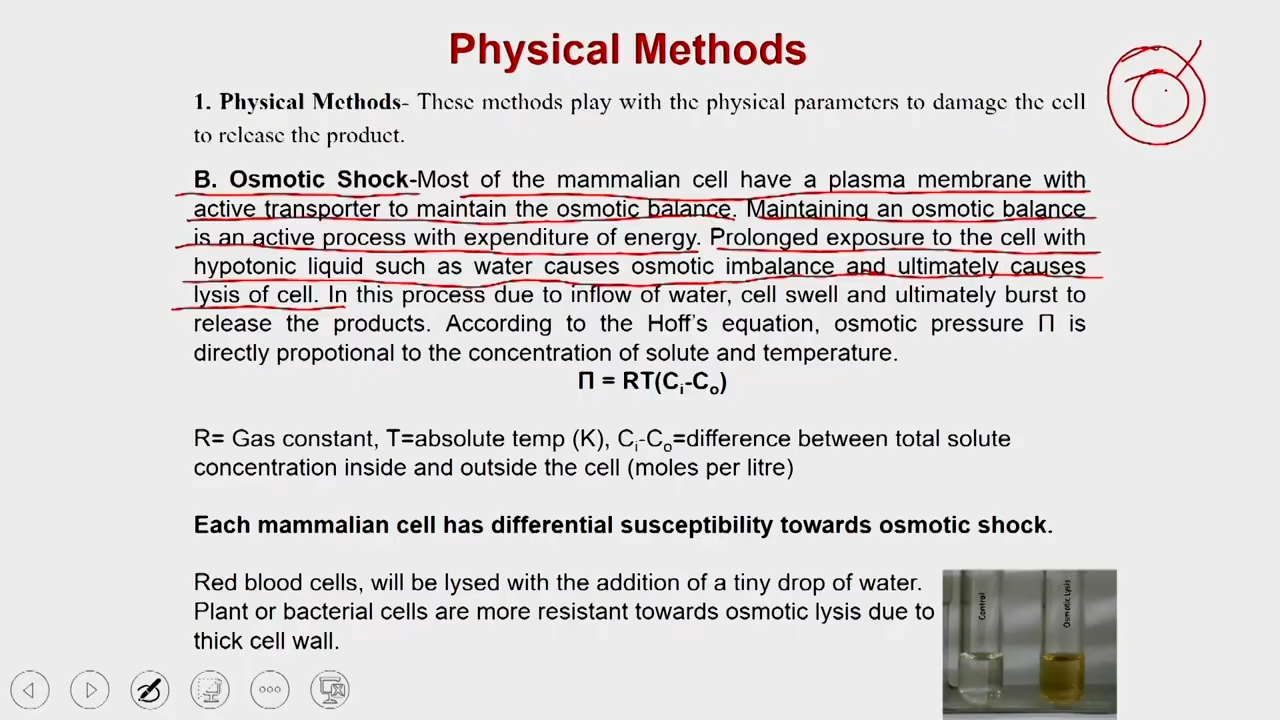 Physical Methods
1. Physical Methods- These methods play with the physical parameters to damage the cell
to release the product.
B. Osmotic Shock-Most of the mammalian cell have a plasma membrane with
active transporter to maintain the osmotic balance. Maintaining an osmotic balance
is an active process with expenditure of energy. Prolonged exposure to the cell with
hypotonic liquid such as water causes osmotic imbalance and ultimately causes
lysis of cell. In this process due to inflow of water, cell swell and ultimately burst to
release the products. According to the Hoff's equation, osmotic pressure Π is
directly propotional to the concentration of solute and temperature.
Π = RT(Ci-Co)
R= Gas constant, T=absolute temp (K), Ci-Co=difference between total solute
concentration inside and outside the cell (moles per litre)
Each mammalian cell has differential susceptibility towards osmotic shock.
Red blood cells, will be lysed with the addition of a tiny drop of water.
Plant or bacterial cells are more resistant towards osmotic lysis due to
thick cell wall.
Control
Osmotic Lysis